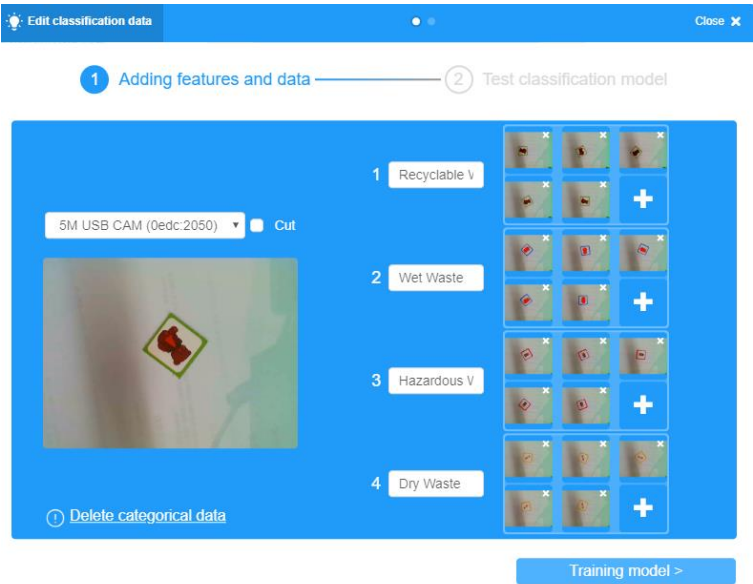 Edit classification data
Close ✖
1 Adding features and data
2 Test classification model
1 Recyclable V
5M USB CAM (0edc:2050) ▾ Cut
2 Wet Waste
3 Hazardous V
4 Dry Waste
Delete categorical data
Training model >